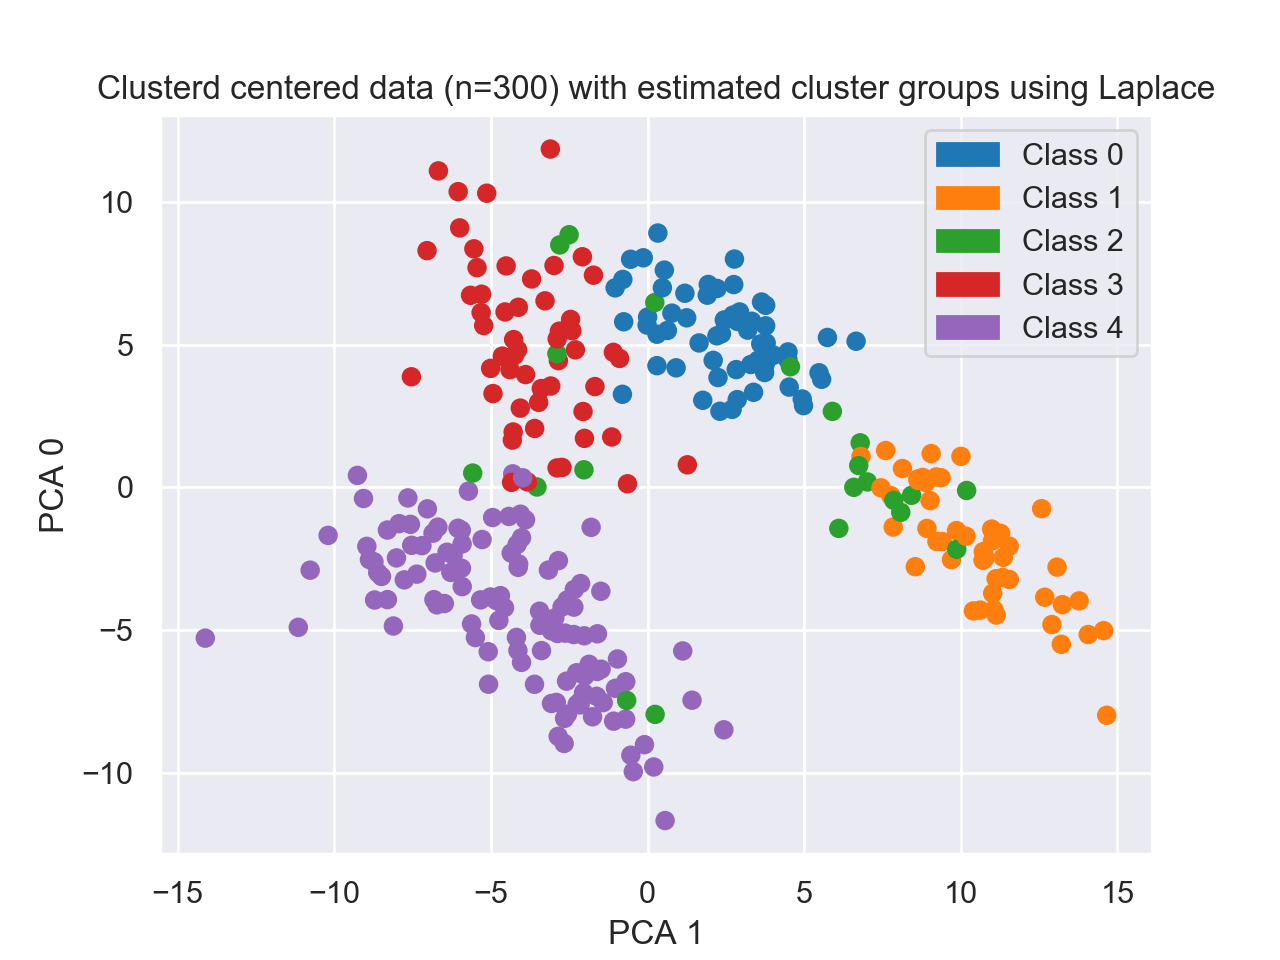 Clusterd centered data (n=300) with estimated cluster groups using Laplace
Class 0
Class 1
Class 2
Class 3
Class 4
10
5
0
−5
−10
PCA 0
−15 −10 −5 0 5 10 15
PCA 1